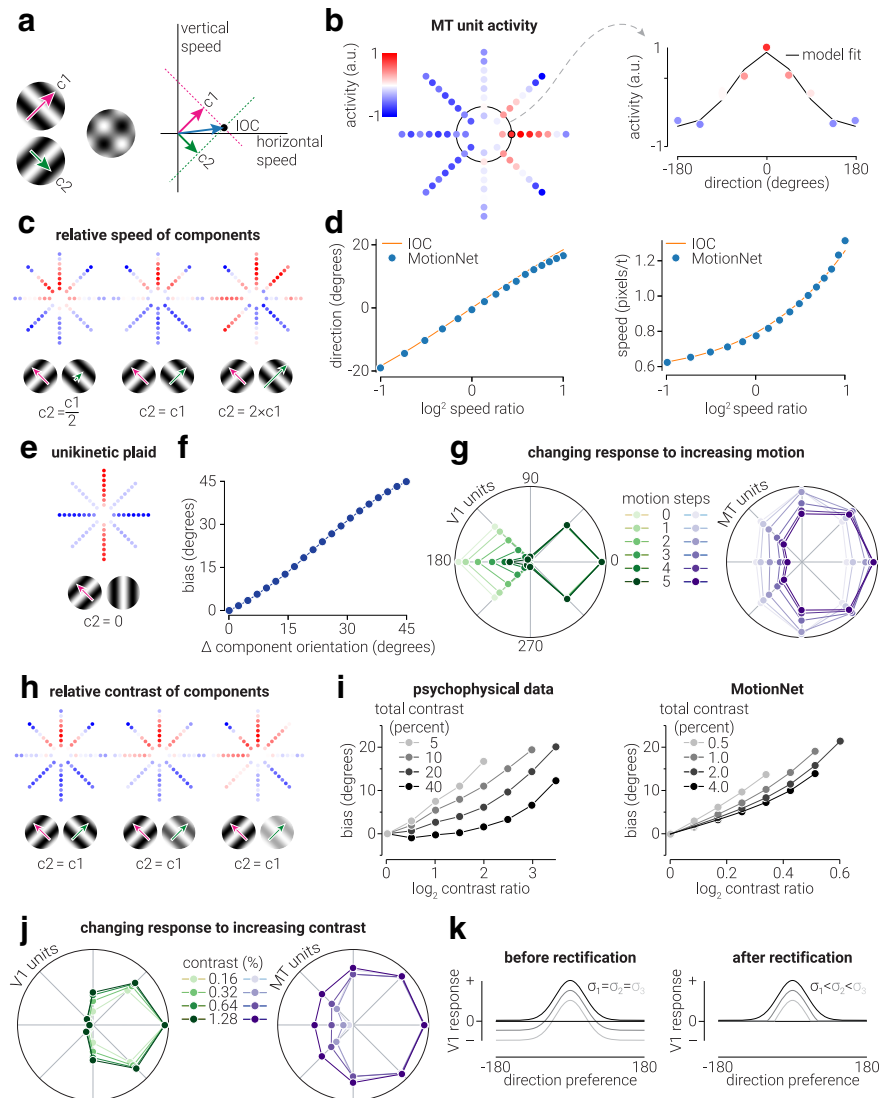 a
vertical
speed
c1
c1
IOC
horizontal
speed
c2
c2
b
MT unit activity
activity (a.u.)
1
-1
activity (a.u.)
1
-1
model fit
-180
0
180
direction (degrees)
c
relative speed of components
c2 = c1/2
c2 = c1
c2 = 2×c1
d
direction (degrees)
20
0
-20
IOC
MotionNet
-1
0
1
log² speed ratio
speed (pixels/t)
1.2
1.0
0.8
0.6
IOC
MotionNet
-1
0
1
log² speed ratio
e
unikinetic plaid
c2 = 0
f
bias (degrees)
45
30
15
0
0
15
30
45
Δ component orientation (degrees)
g
changing response to increasing motion
V1 units
90
180
0
270
motion steps
0
1
2
3
4
5
MT units
h
relative contrast of components
c2 = c1
c2 = c1
c2 = c1
i
psychophysical data
total contrast
(percent)
5
10
20
40
bias (degrees)
20
10
0
0
1
2
3
log₂ contrast ratio
MotionNet
total contrast
(percent)
0.5
1.0
2.0
4.0
bias (degrees)
20
10
0
0
0.2
0.4
0.6
log₂ contrast ratio
j
changing response to increasing contrast
V1 units
contrast (%)
0.16
0.32
0.64
1.28
MT units
k
before rectification
V1 response
+
0
–
σ₁=σ₂=σ₃
-180
180
direction preference
after rectification
V1 response
+
0
–
σ₁<σ₂<σ₃
-180
180
direction preference